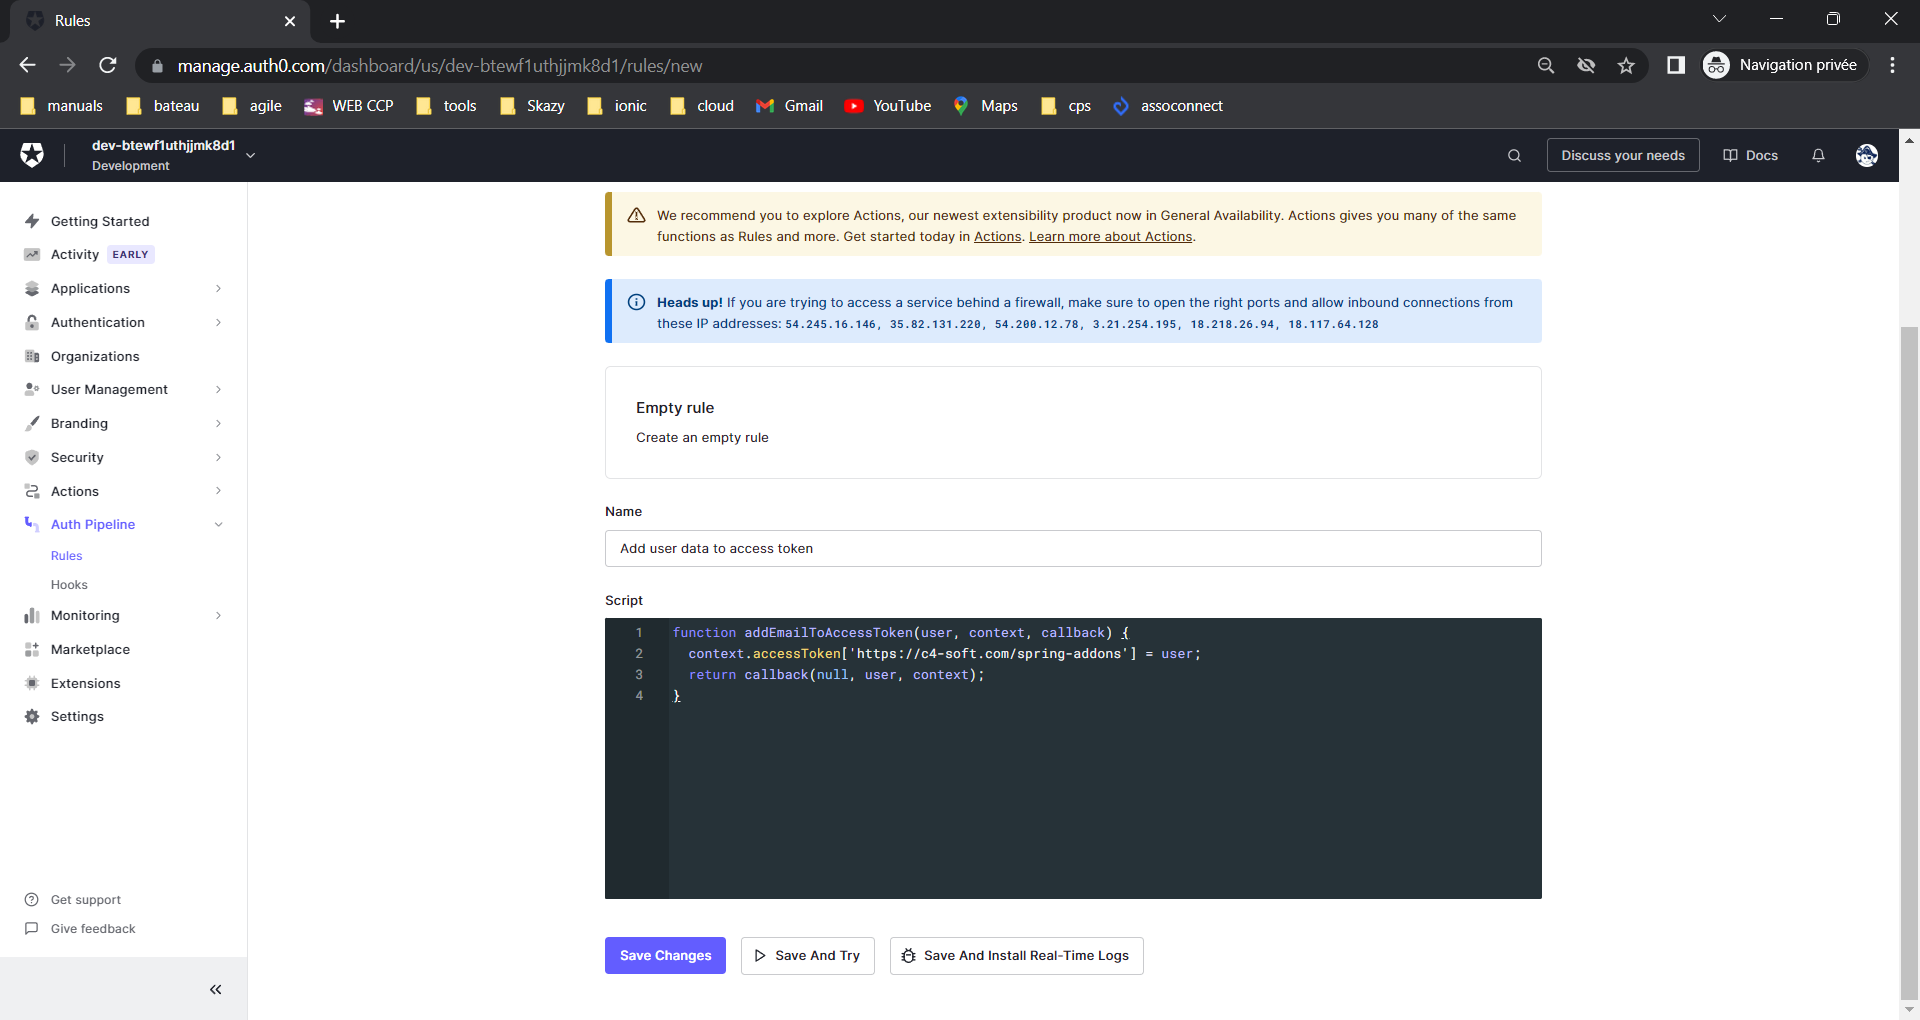 Rules
manage.auth0.com/dashboard/us/dev-btewf1uthjjmk8d1/rules/new
Navigation privée
manuals bateau agile WEB CCP tools Skazy ionic cloud Gmail YouTube Maps cps assoconnect
dev-btewf1uthjjmk8d1
Development
Discuss your needs
Docs
Getting Started
Activity EARLY
Applications
Authentication
Organizations
User Management
Branding
Security
Actions
Auth Pipeline
Rules
Hooks
Monitoring
Marketplace
Extensions
Settings
Get support
Give feedback
We recommend you to explore Actions, our newest extensibility product now in General Availability. Actions gives you many of the same
functions as Rules and more. Get started today in Actions. Learn more about Actions.
Heads up! If you are trying to access a service behind a firewall, make sure to open the right ports and allow inbound connections from
these IP addresses: 54.245.16.146, 35.82.131.220, 54.200.12.78, 3.21.254.195, 18.218.26.94, 18.117.64.128
Empty rule
Create an empty rule
Name
Add user data to access token
Script
1 function addEmailToAccessToken(user, context, callback) {
2 context.accessToken['https://c4-soft.com/spring-addons'] = user;
3 return callback(null, user, context);
4 }
Save Changes
Save And Try
Save And Install Real-Time Logs